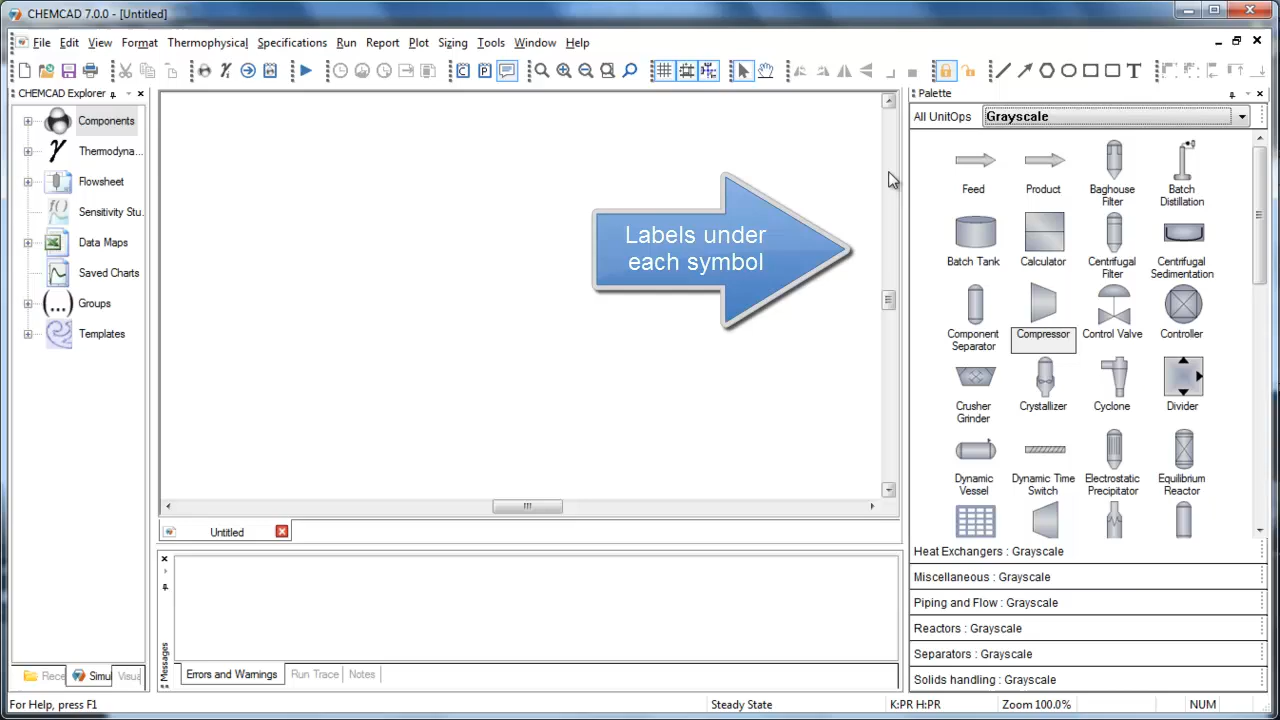 CHEMCAD 7.0.0 - [Untitled]
File Edit View Format Thermophysical Specifications Run Report Plot Sizing Tools Window Help
CHEMCAD Explorer
Components
Thermodyna...
Flowsheet
Sensitivity Stu.
Data Maps
Saved Charts
Groups
Templates
Simu
Labels under
each symbol
Untitled
Messages
Errors and Warnings Run Trace Notes
Palette
All UnitOps Grayscale
Feed Product Baghouse Filter Batch Distillation
Batch Tank Calculator Centrifugal Filter Centrifugal Sedimentation
Component Separator Compressor Control Valve Controller
Crusher Grinder Crystallizer Cyclone Divider
Dynamic Vessel Dynamic Time Switch Electrostatic Precipitator Equilibrium Reactor
Heat Exchangers : Grayscale
Miscellaneous : Grayscale
Piping and Flow : Grayscale
Reactors : Grayscale
Separators : Grayscale
Solids handling : Grayscale
For Help, press F1 Steady State K:PR H:PR Zoom 100.0% NUM